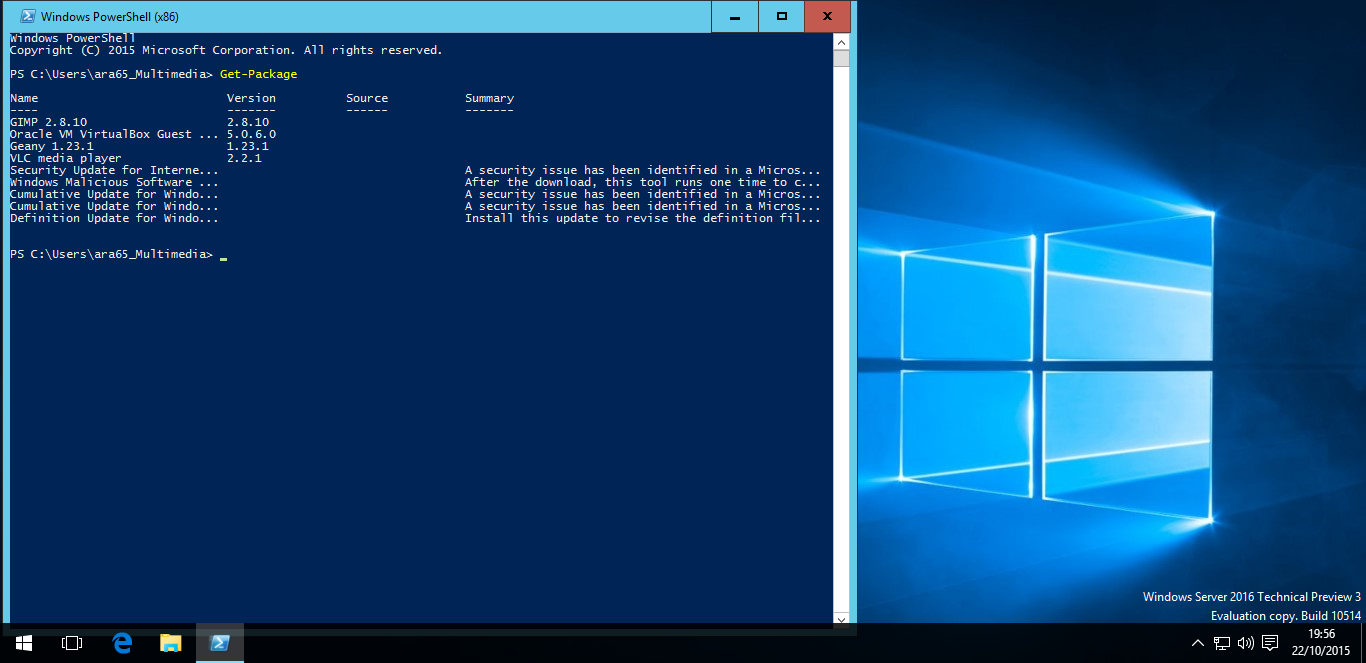 Windows PowerShell (x86)
Windows PowerShell
Copyright (C) 2015 Microsoft Corporation. All rights reserved.
PS C:\Users\ara65_Multimedia> Get-Package
Name Version Source Summary
---- ------- ------ -------
GIMP 2.8.10 2.8.10
Oracle VM VirtualBox Guest ... 5.0.6.0
Geany 1.23.1 1.23.1
VLC media player 2.2.1
Security Update for Interne... A security issue has been identified in a Micros...
Windows Malicious Software ... After the download, this tool runs one time to c...
Cumulative Update for Windo... A security issue has been identified in a Micros...
Cumulative Update for Windo... A security issue has been identified in a Micros...
Definition Update for Windo... Install this update to revise the definition fil...
PS C:\Users\ara65_Multimedia> _
Windows Server 2016 Technical Preview 3
Evaluation copy. Build 10514
19:56
22/10/2015